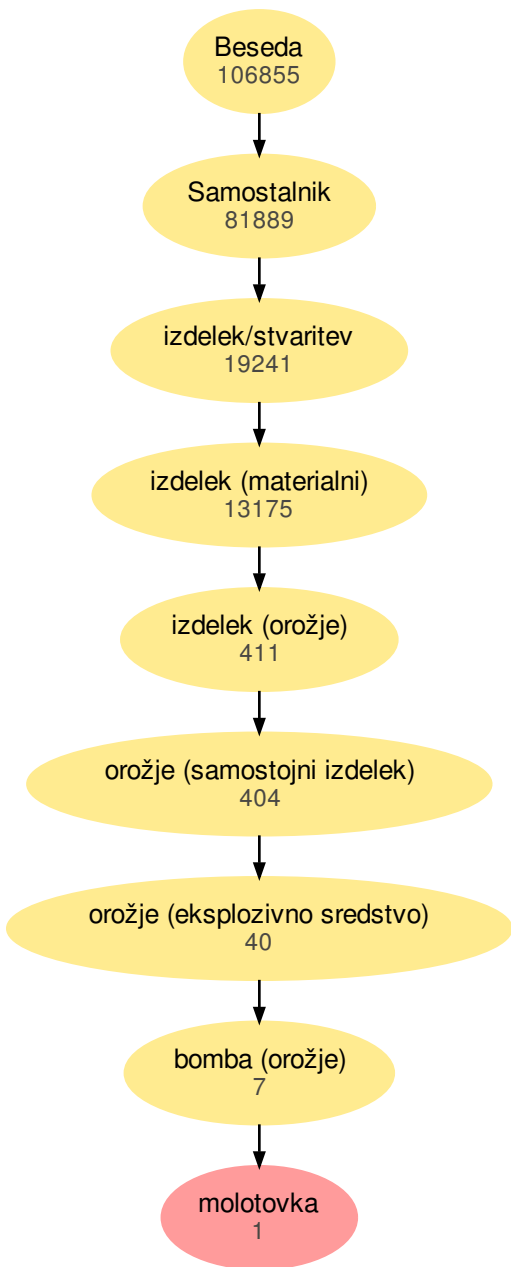 Beseda
106855
Samostalnik
81889
izdelek/stvaritev
19241
izdelek (materialni)
13175
izdelek (orožje)
411
orožje (samostojni izdelek)
404
orožje (eksplozivno sredstvo)
40
bomba (orožje)
7
molotovka
1